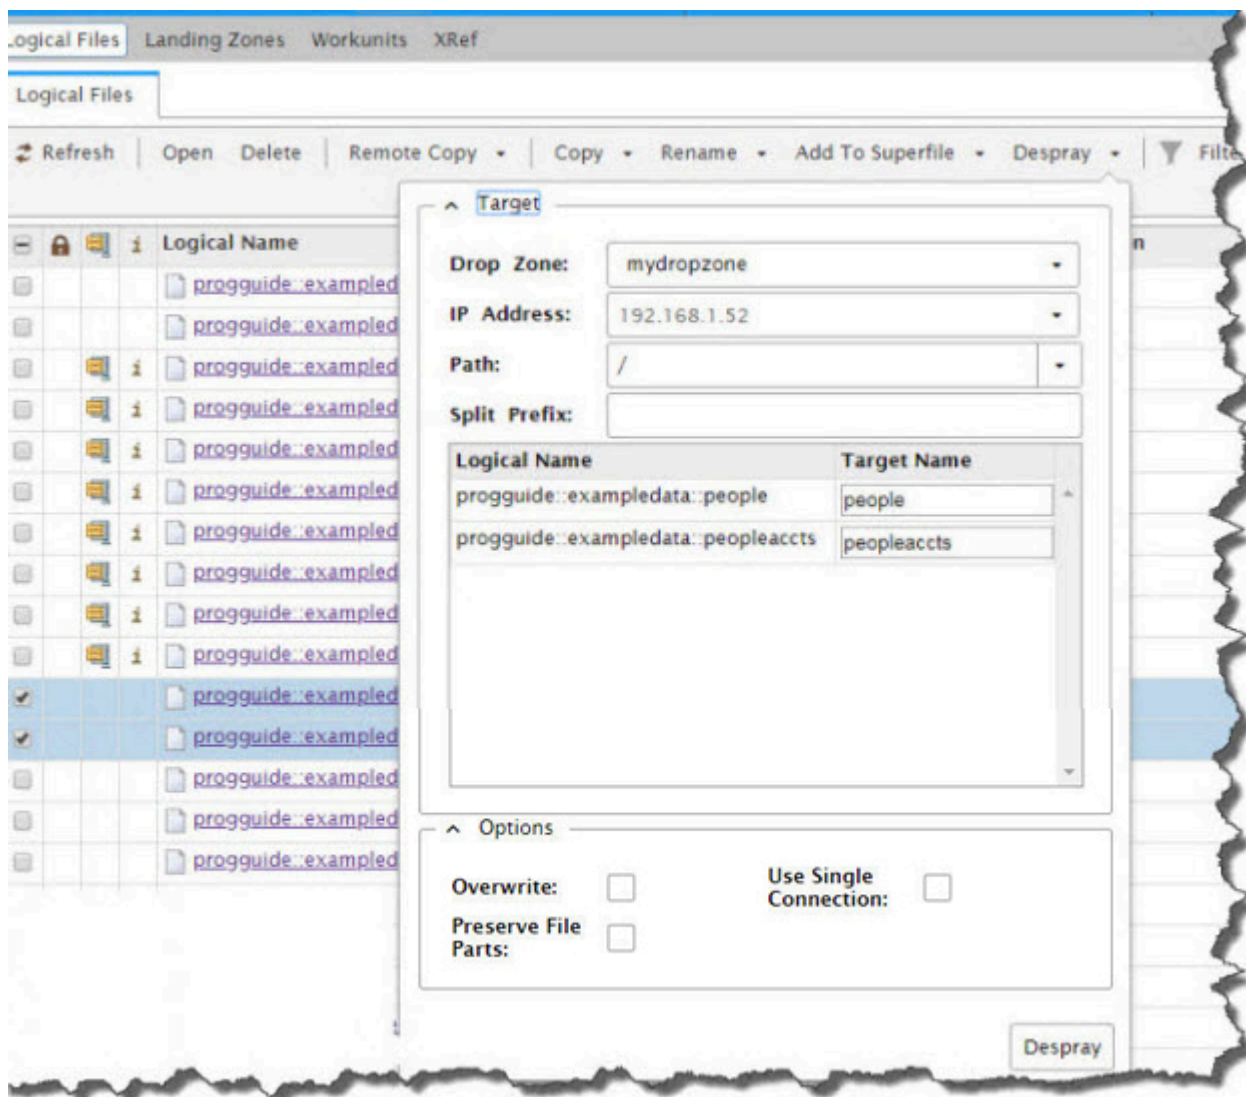 Logical Files Landing Zones Workunits XRef
Logical Files
Refresh Open Delete Remote Copy Copy Rename Add To Superfile Despray
Target
Logical Name
Drop Zone: mydropzone
progguide::exampled
IP Address: 192.168.1.52
progguide::exampled
Path: /
progguide::exampled
Split Prefix:
progguide::exampled
Logical Name Target Name
progguide::exampled
progguide::exampledata::people people
progguide::exampled
progguide::exampledata::peopleaccts peopleaccts
progguide::exampled
progguide::exampled
progguide::exampled
progguide::exampled
progguide::exampled
progguide::exampled
progguide::exampled
progguide::exampled
Options
progguide::exampled
Overwrite:
Use Single
Connection:
Preserve File
Parts:
Despray